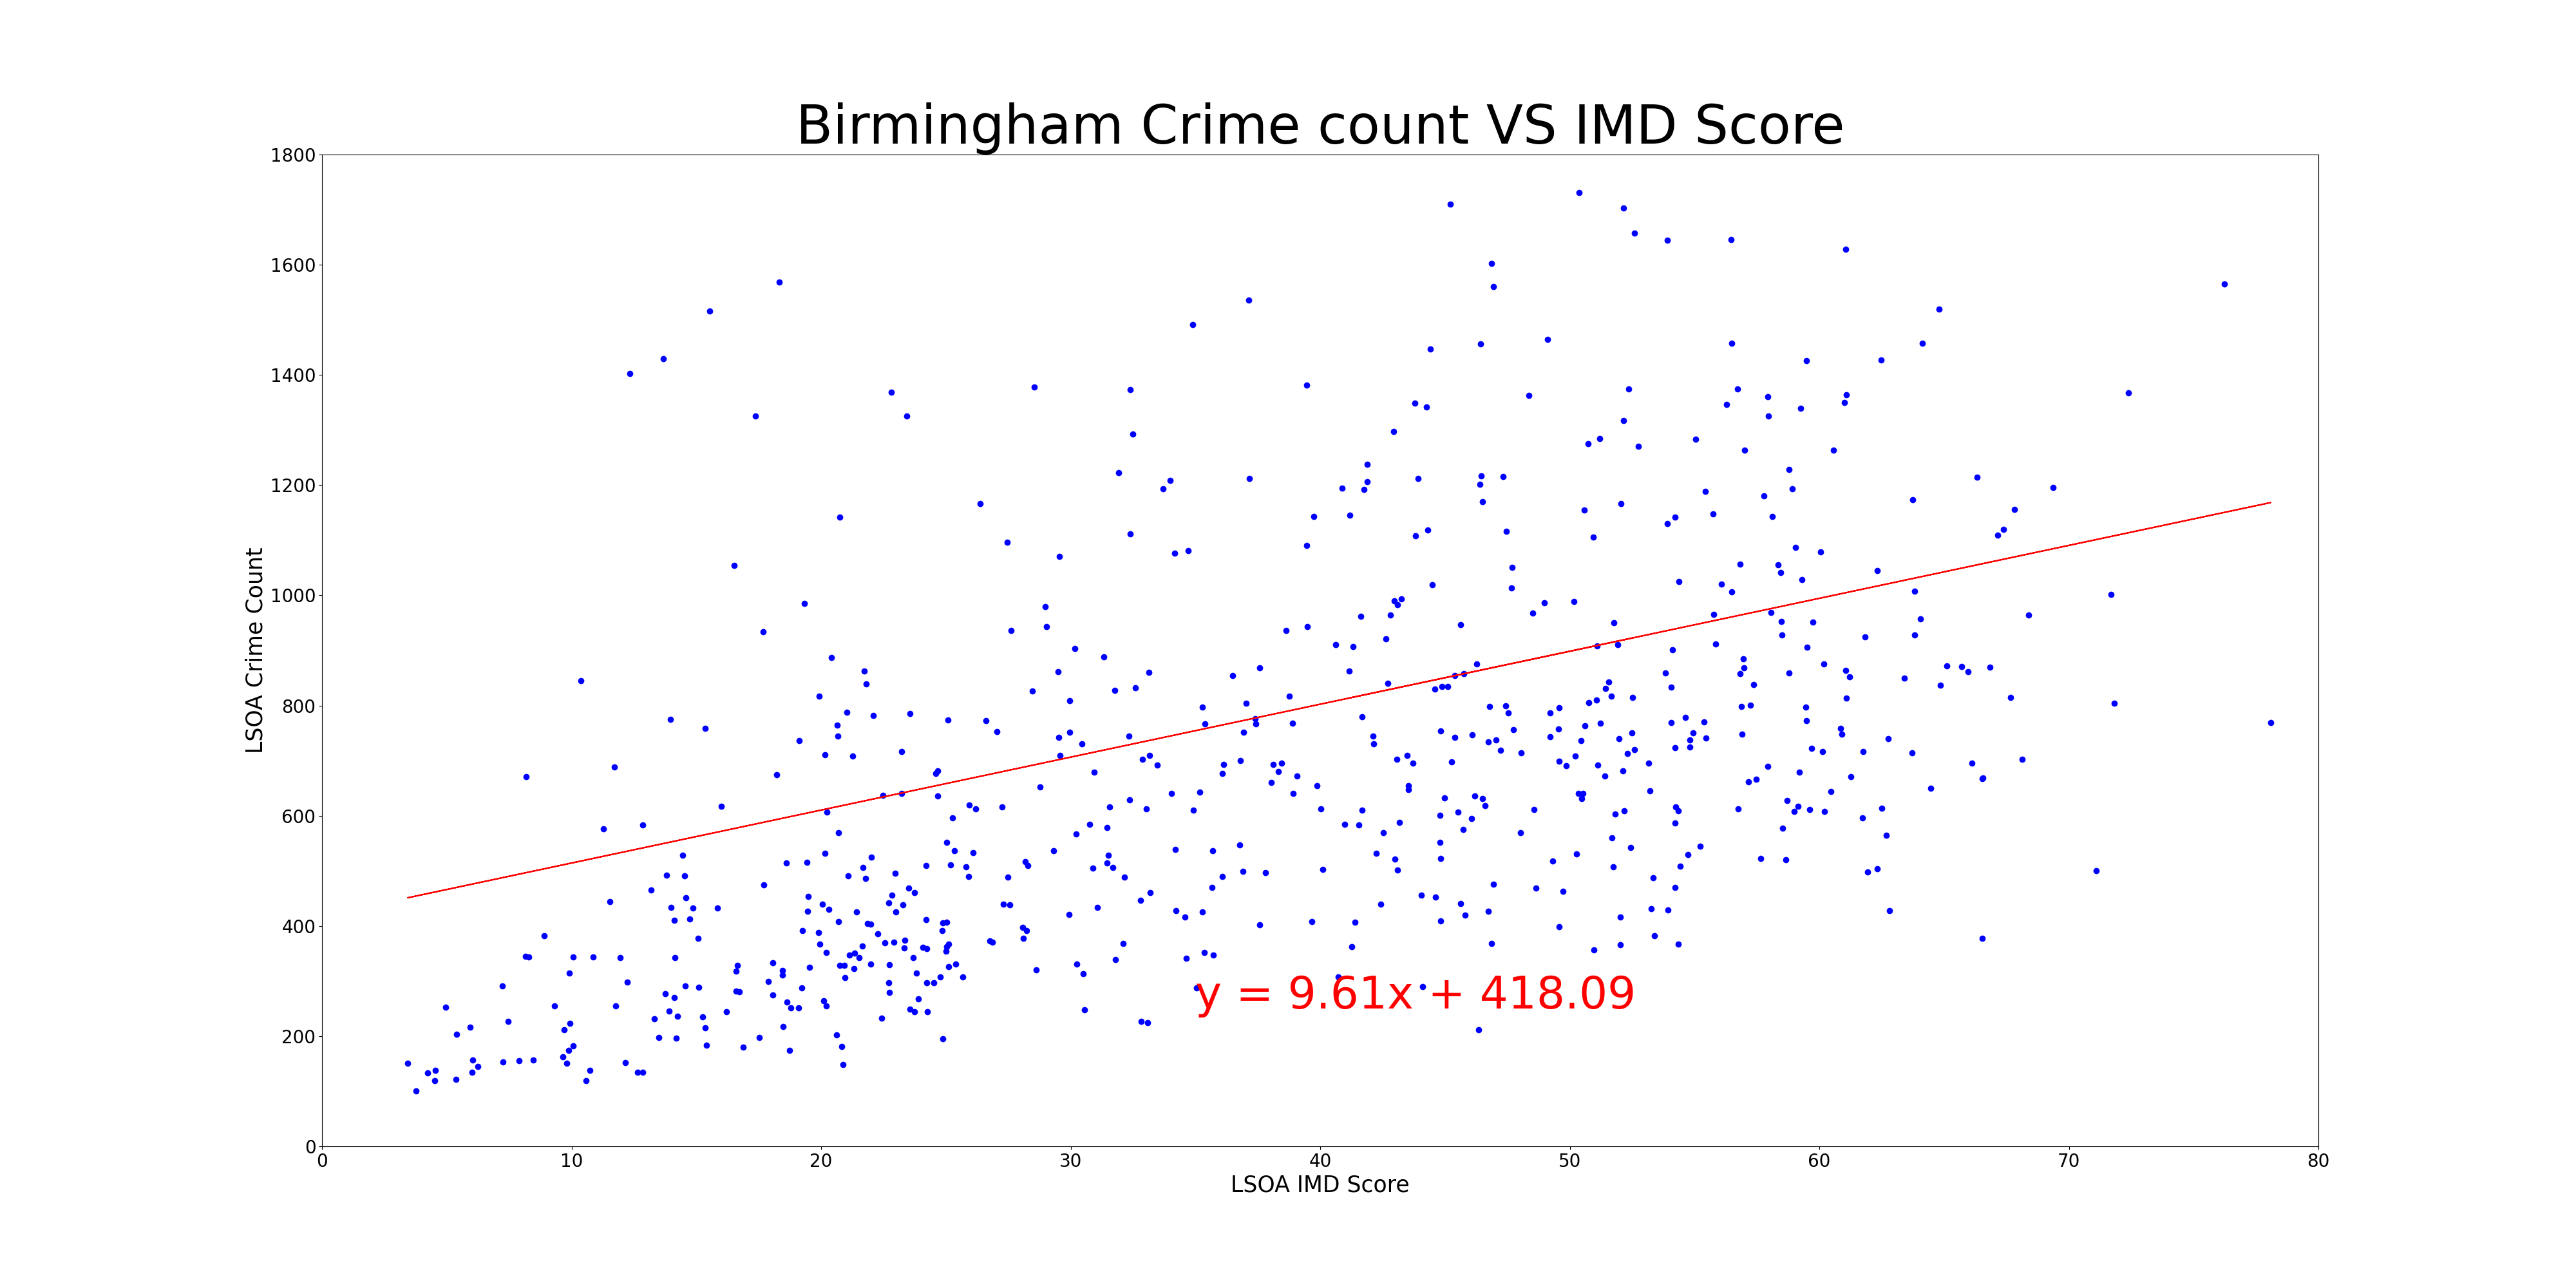 Birmingham Crime count VS IMD Score
1800
1600
1400
1200
1000
800
600
400
200
0
LSOA Crime Count
y = 9.61x + 418.09
0 10 20 30 40 50 60 70 80
LSOA IMD Score